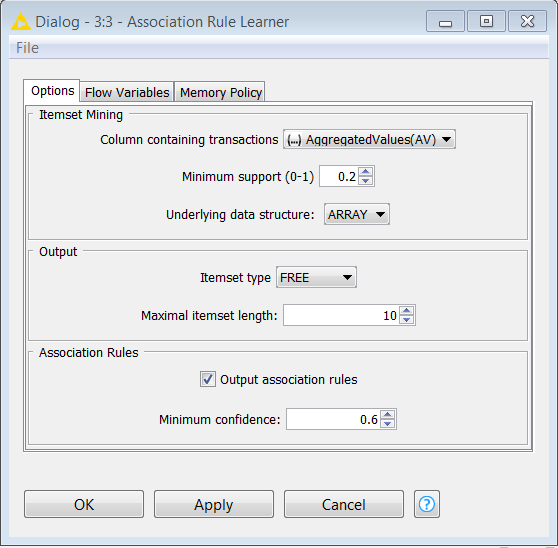 Dialog - 3:3 - Association Rule Learner
File
Options Flow Variables Memory Policy
Itemset Mining
Column containing transactions (...) AggregatedValues(AV)
Minimum support (0-1) 0.2
Underlying data structure: ARRAY
Output
Itemset type FREE
Maximal itemset length: 10
Association Rules
Output association rules
Minimum confidence: 0.6
OK Apply Cancel ?